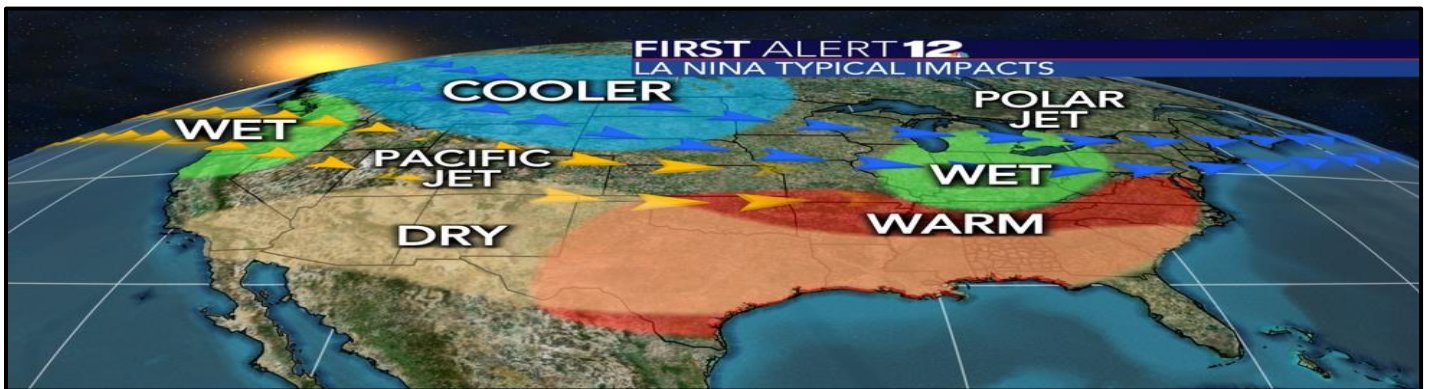 FIRST ALERT 12
LA NINA TYPICAL IMPACTS
COOLER
POLAR
JET
WET
PACIFIC
JET
WET
WARM
DRY